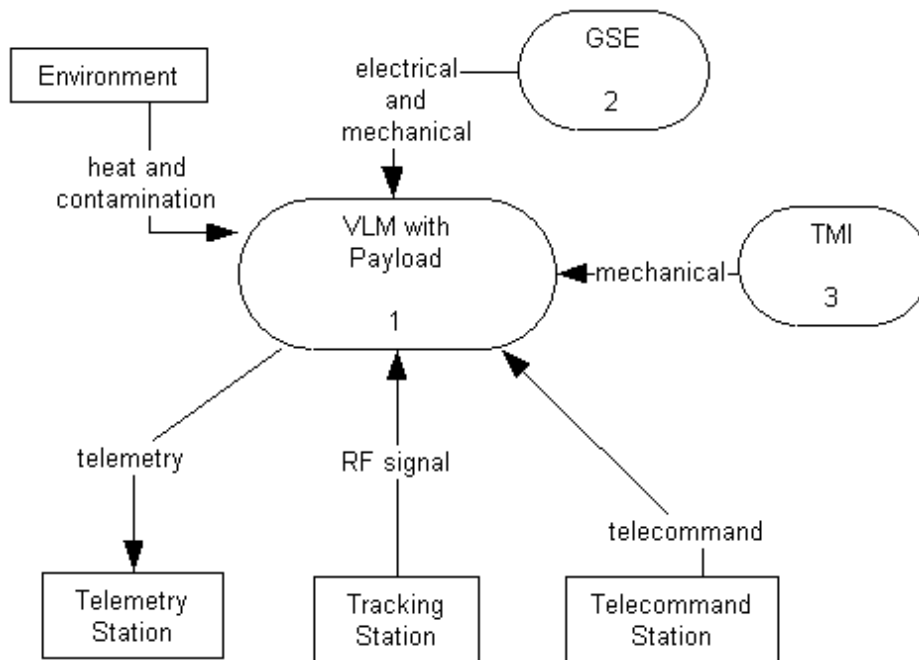 GSE
2
Environment
electrical
and
mechanical
heat and
contamination
VLM with
Payload
1
TMI
3
mechanical
telemetry
RF signal
telecommand
Telemetry
Station
Tracking
Station
Telecommand
Station